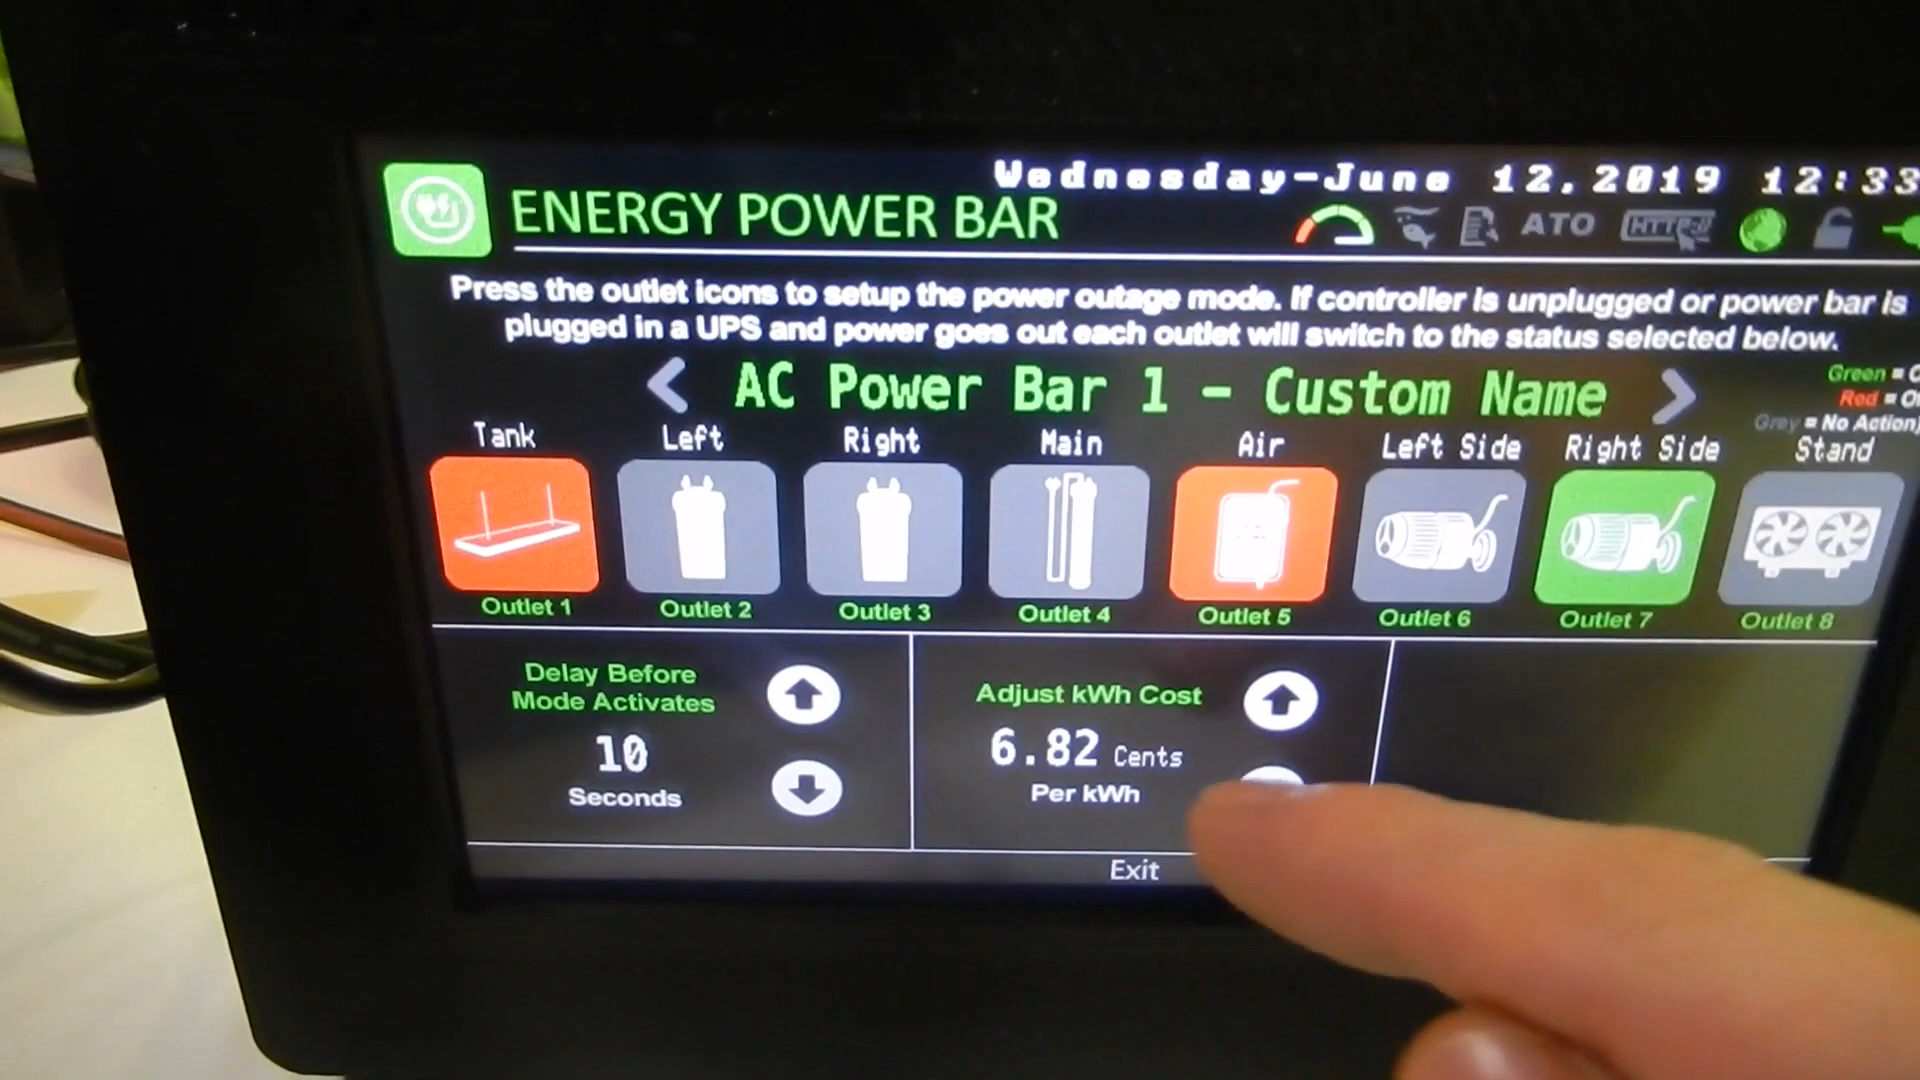 Wednesday-June 12,2019 12:33
ENERGY POWER BAR
ATO
HTTP://
Press the outlet icons to setup the power outage mode. If controller is unplugged or power bar is
plugged in a UPS and power goes out each outlet will switch to the status selected below.
AC Power Bar 1 - Custom Name
Green =
Red =
Grey = No Action)
Tank Left Right Main Air Left Side Right Side Stand
Outlet 1 Outlet 2 Outlet 3 Outlet 4 Outlet 5 Outlet 6 Outlet 7 Outlet 8
Delay Before
Mode Activates
10
Seconds
Adjust kWh Cost
6.82 Cents
Per kWh
Exit